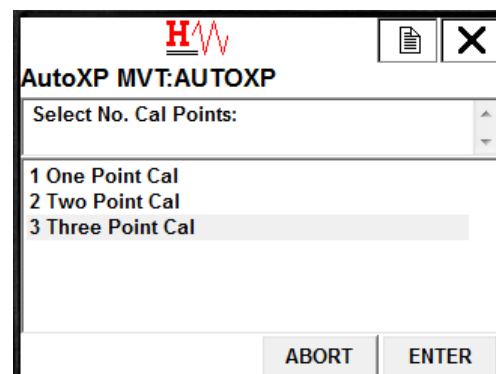 H
AutoXP MVT:AUTOXP
Select No. Cal Points:
1 One Point Cal
2 Two Point Cal
3 Three Point Cal
ABORT ENTER